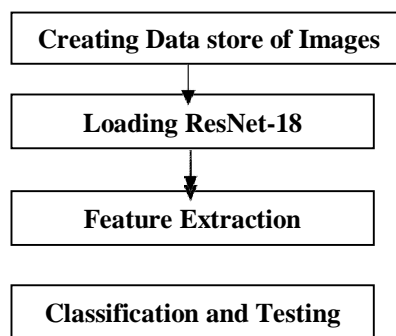 Creating Data store of Images
Loading ResNet-18
Feature Extraction
Classification and Testing